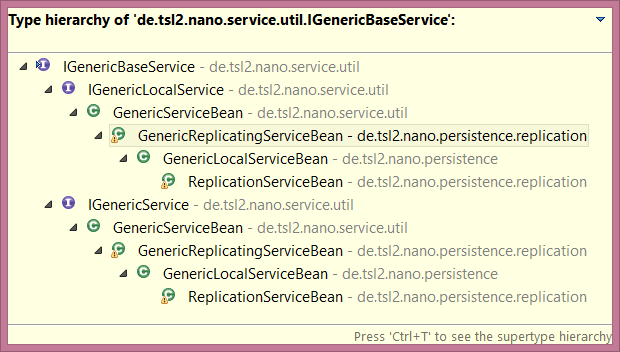 Type hierarchy of 'de.tsl2.nano.service.util.IGenericBaseService':
IGenericBaseService - de.tsl2.nano.service.util
IGenericLocalService - de.tsl2.nano.service.util
GenericServiceBean - de.tsl2.nano.service.util
GenericReplicatingServiceBean - de.tsl2.nano.persistence.replication
GenericLocalServiceBean - de.tsl2.nano.persistence
ReplicationServiceBean - de.tsl2.nano.persistence.replication
IGenericService - de.tsl2.nano.service.util
GenericServiceBean - de.tsl2.nano.service.util
GenericReplicatingServiceBean - de.tsl2.nano.persistence.replication
GenericLocalServiceBean - de.tsl2.nano.persistence
ReplicationServiceBean - de.tsl2.nano.persistence.replication
Press 'Ctrl+T' to see the supertype hierarchy